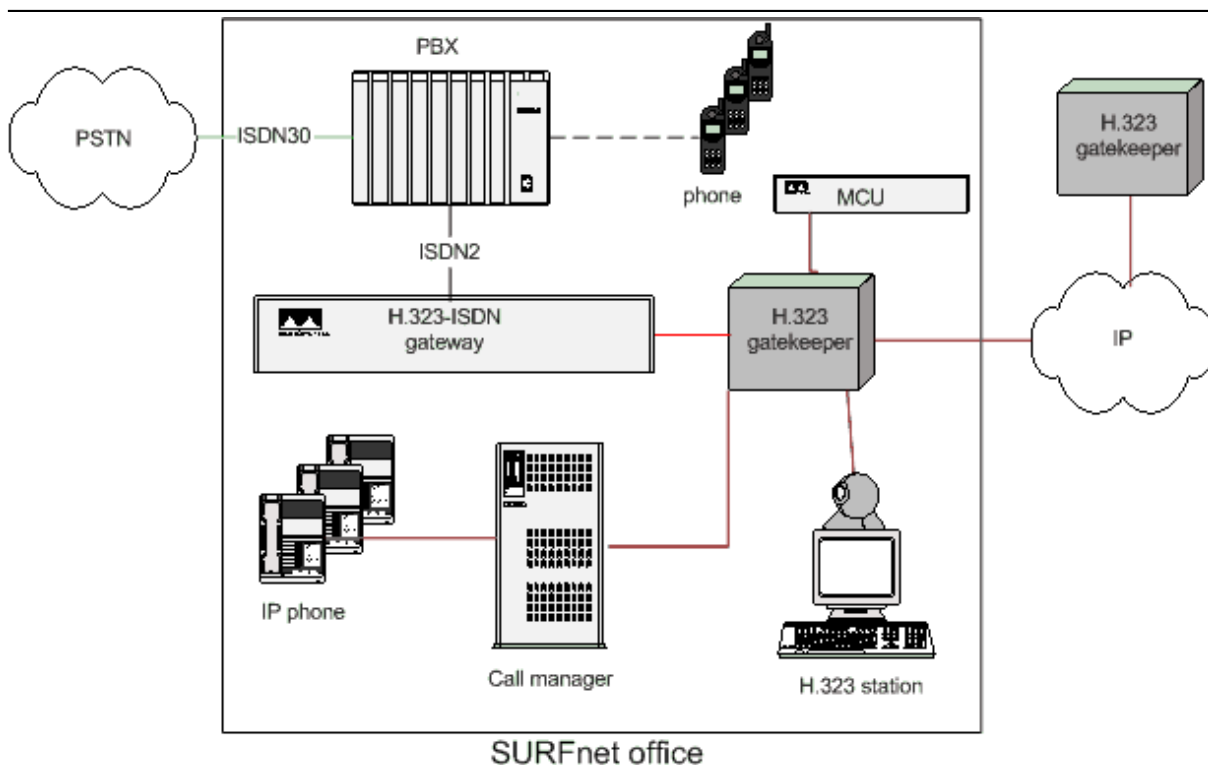 PBX
PSTN
ISDN30
phone
H.323
gatekeeper
MCU
ISDN2
H.323-ISDN
gateway
H.323
gatekeeper
IP
IP phone
Call manager
H.323 station
SURFnet office